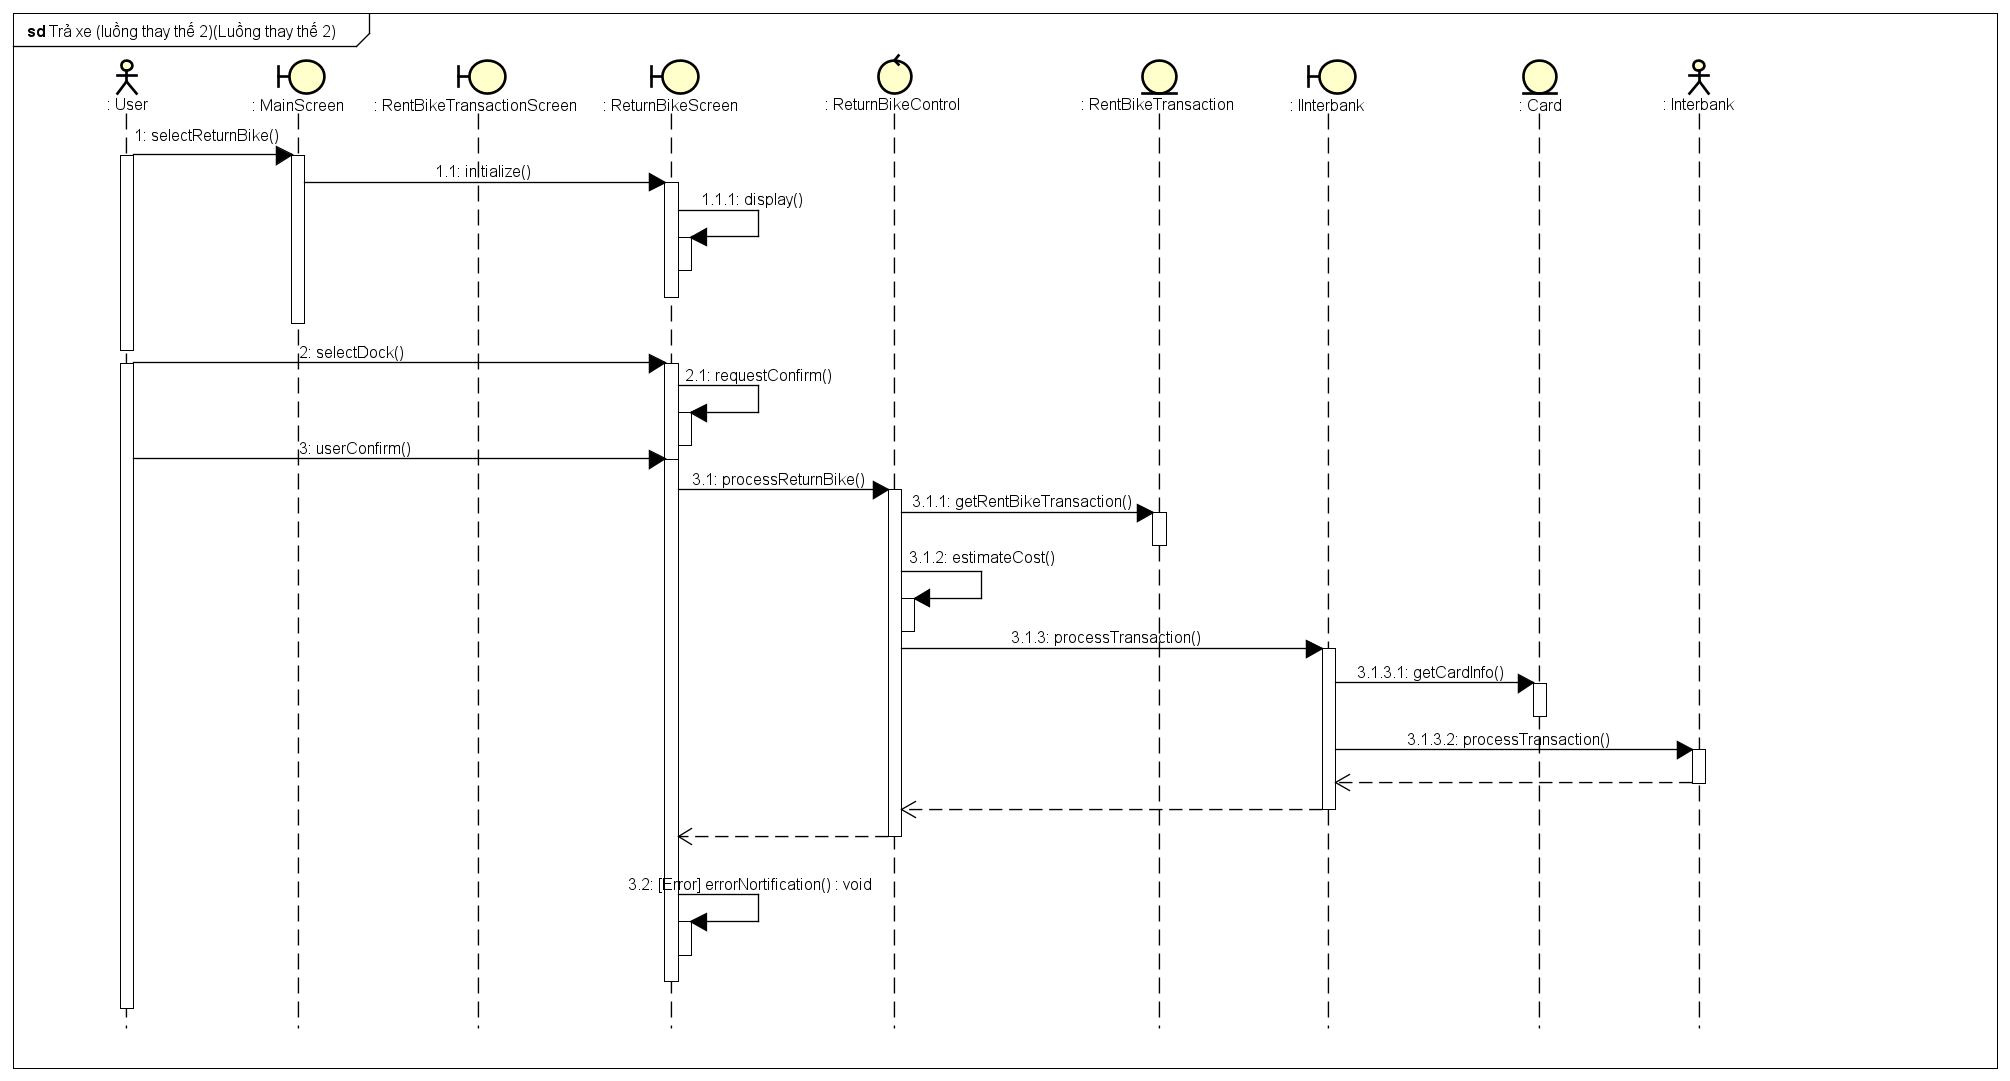 sd Trả xe (luồng thay thế 2)(Luồng thay thế 2)
: User
: MainScreen
: RentBikeTransactionScreen
: ReturnBikeScreen
: ReturnBikeControl
: RentBikeTransaction
: IInterbank
: Card
: Interbank
1: selectReturnBike()
1.1: initialize()
1.1.1: display()
2: selectDock()
2.1: requestConfirm()
3: userConfirm()
3.1: processReturnBike()
3.1.1: getRentBikeTransaction()
3.1.2: estimateCost()
3.1.3: processTransaction()
3.1.3.1: getCardInfo()
3.1.3.2: processTransaction()
3.2: [Error] errorNortification() : void